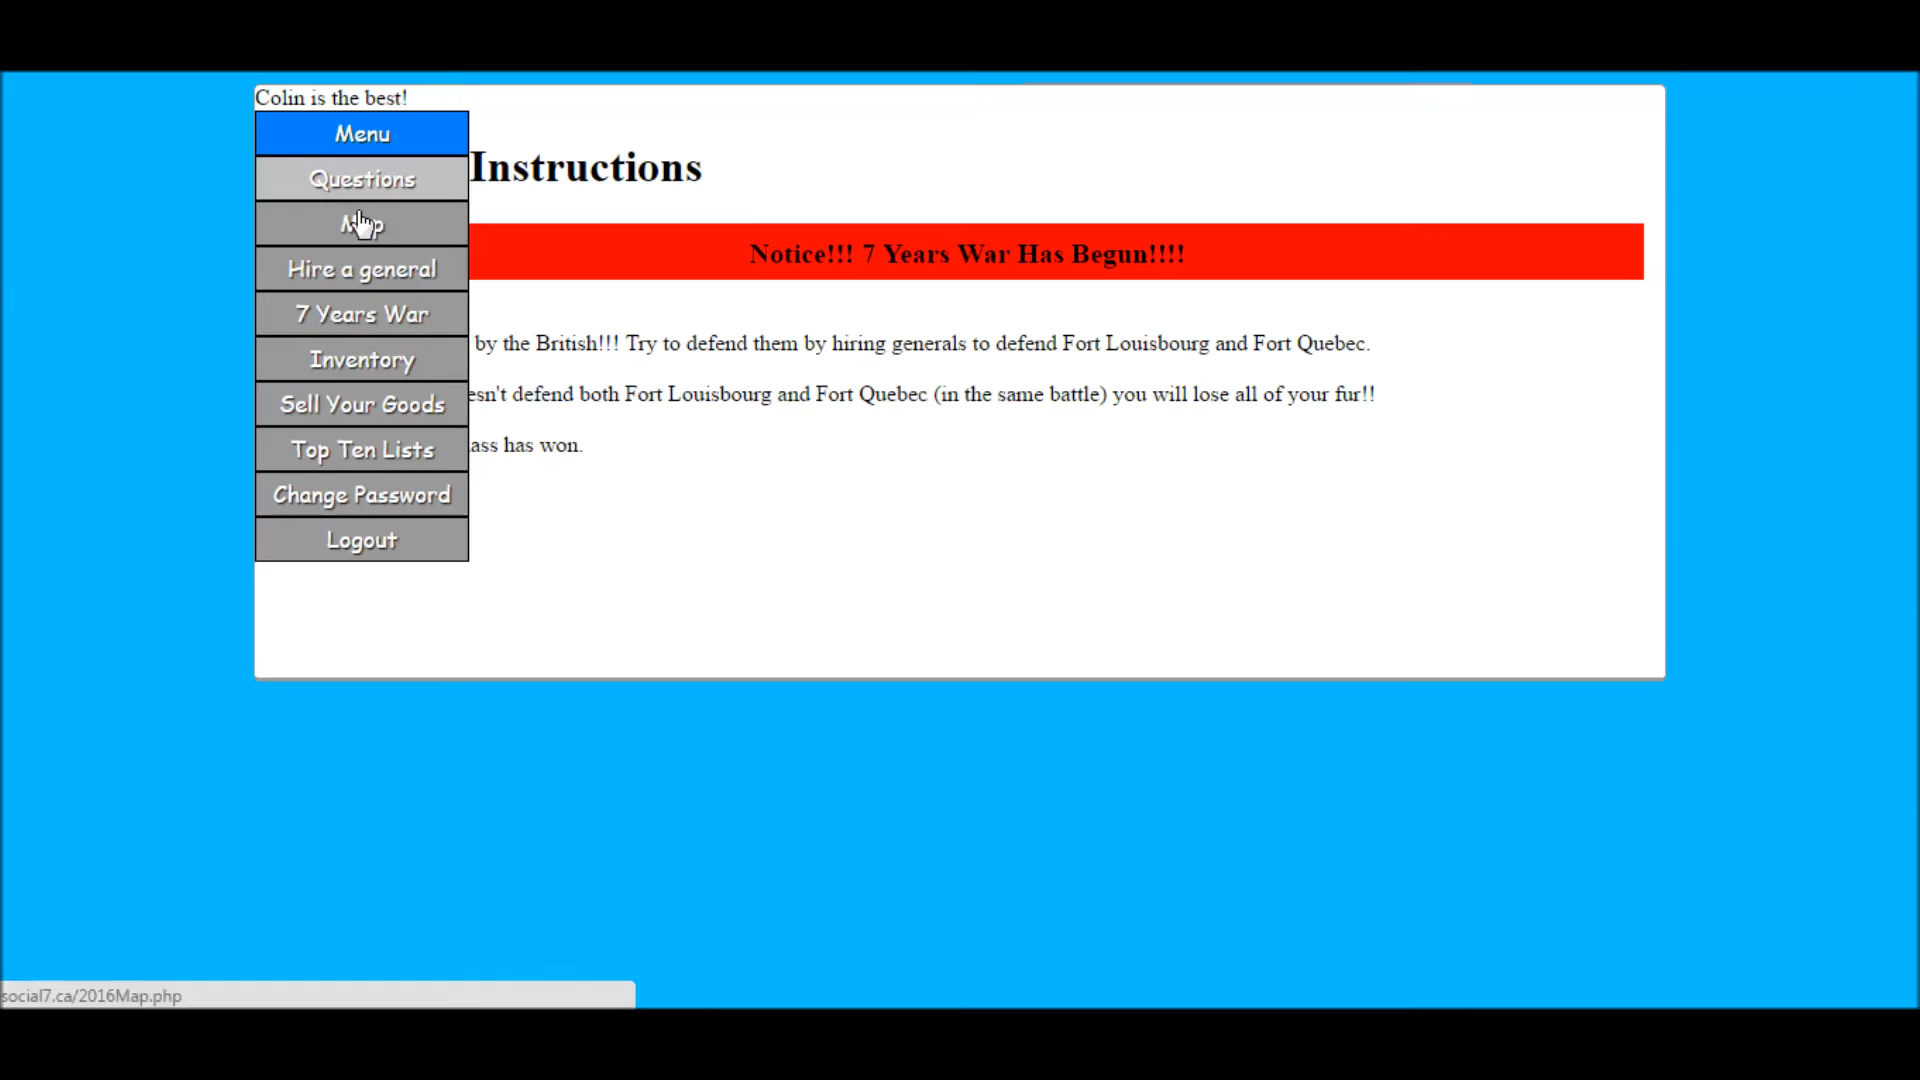 Colin is the best!
Menu
Questions
Hire a general
7 Years War
Inventory
Sell Your Goods
Top Ten Lists
Change Password
Logout
Instructions
Notice!!! 7 Years War Has Begun!!!!
by the British!!! Try to defend them by hiring generals to defend Fort Louisbourg and Fort Quebec.
defend both Fort Louisbourg and Fort Quebec (in the same battle) you will lose all of your fur!!
has won.
social7.ca/2016Map.php